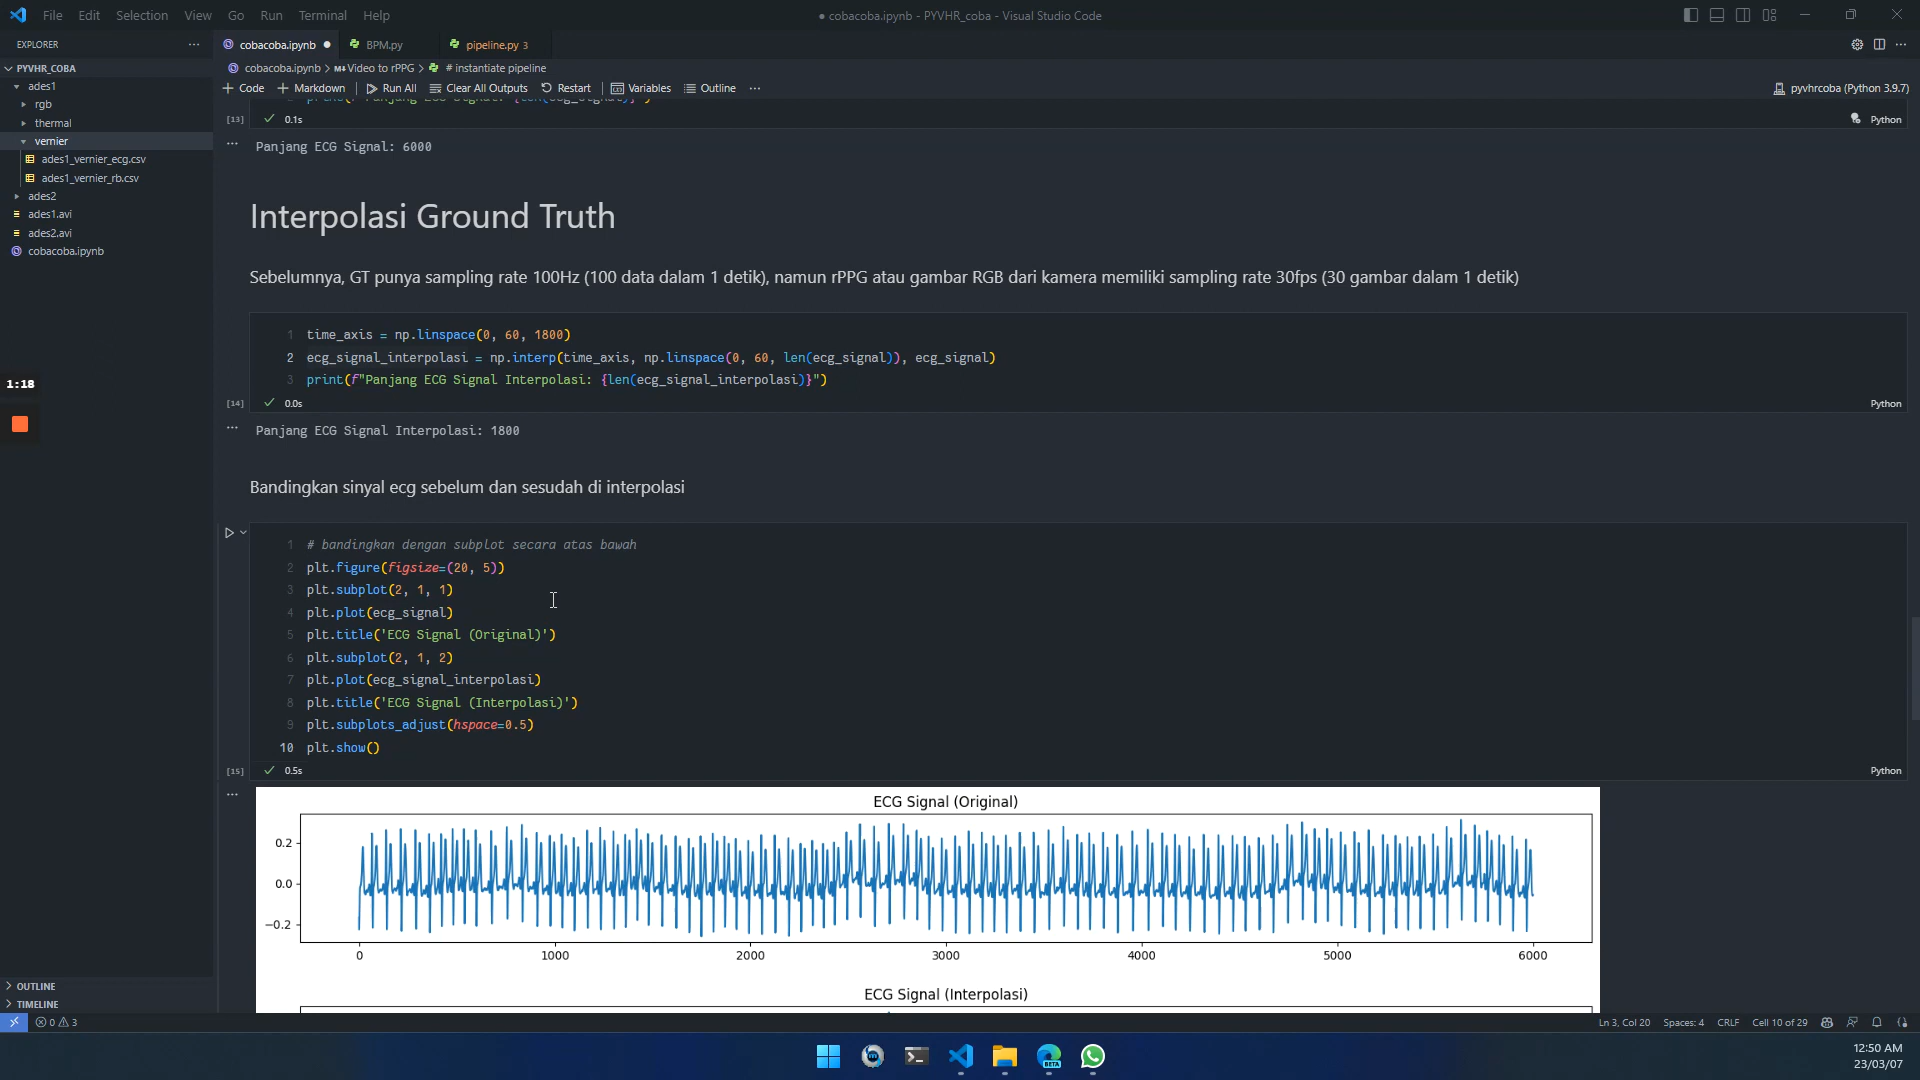 File Edit Selection View Go Run Terminal Help
● cobacoba.ipynb - PYVHR_coba - Visual Studio Code
EXPLORER
cobacoba.ipynb
BPM.py
pipeline.py 3
PYVHR_COBA
ades1
rgb
thermal
vernier
ades1_vernier_ecg.csv
ades1_vernier_rb.csv
ades2
ades1.avi
ades2.avi
cobacoba.ipynb
OUTLINE
TIMELINE
1:18
cobacoba.ipynb > M↓Video to rPPG > # instantiate pipeline
+ Code + Markdown Run All Clear All Outputs Restart Variables Outline ...
pyvhrcoba (Python 3.9.7)
[13] ✓ 0.1s Python
Panjang ECG Signal: 6000
Interpolasi Ground Truth
Sebelumnya, GT punya sampling rate 100Hz (100 data dalam 1 detik), namun rPPG atau gambar RGB dari kamera memiliki sampling rate 30fps (30 gambar dalam 1 detik)
1 time_axis = np.linspace(0, 60, 1800)
2 ecg_signal_interpolasi = np.interp(time_axis, np.linspace(0, 60, len(ecg_signal)), ecg_signal)
3 print(f"Panjang ECG Signal Interpolasi: {len(ecg_signal_interpolasi)}")
[14] ✓ 0.0s Python
Panjang ECG Signal Interpolasi: 1800
Bandingkan sinyal ecg sebelum dan sesudah di interpolasi
1 # bandingkan dengan subplot secara atas bawah
2 plt.figure(figsize=(20, 5))
3 plt.subplot(2, 1, 1)
4 plt.plot(ecg_signal)
5 plt.title('ECG Signal (Original)')
6 plt.subplot(2, 1, 2)
7 plt.plot(ecg_signal_interpolasi)
8 plt.title('ECG Signal (Interpolasi)')
9 plt.subplots_adjust(hspace=0.5)
10 plt.show()
[15] ✓ 0.5s Python
ECG Signal (Original)
0.2
0.0
−0.2
0 1000 2000 3000 4000 5000 6000
ECG Signal (Interpolasi)
0 3
Ln 3, Col 20 Spaces: 4 CRLF Cell 10 of 29
BETA
12:50 AM
23/03/07